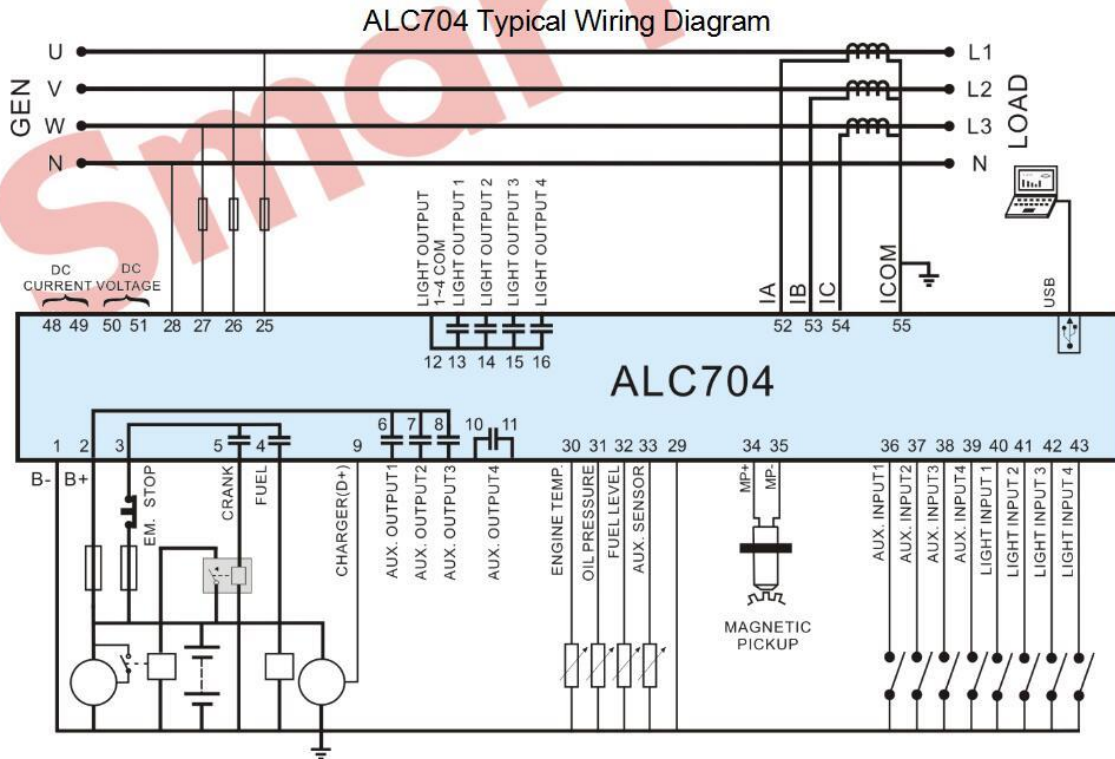 ALC704 Typical Wiring Diagram
Smar
GEN
U
V
W
N
L1
L2
L3
N
LOAD
DC
CURRENT
DC
VOLTAGE
LIGHT OUTPUT
1~4 COM
LIGHT OUTPUT 1
LIGHT OUTPUT 2
LIGHT OUTPUT 3
LIGHT OUTPUT 4
IA
IB
IC
ICOM
USB
48 49 50 51 28 27 26 25
52 53 54 55
12 13 14 15 16
ALC704
1 2 3 5 4 9 6 7 8 10 11 30 31 32 33 29 34 35 36 37 38 39 40 41 42 43
B-
B+
EM. STOP
CRANK
FUEL
CHARGER(D+)
AUX. OUTPUT1
AUX. OUTPUT2
AUX. OUTPUT3
AUX. OUTPUT4
ENGINE TEMP.
OIL PRESSURE
FUEL LEVEL
AUX. SENSOR
MP+
MP-
MAGNETIC
PICKUP
AUX. INPUT1
AUX. INPUT2
AUX. INPUT3
AUX. INPUT4
LIGHT INPUT 1
LIGHT INPUT 2
LIGHT INPUT 3
LIGHT INPUT 4